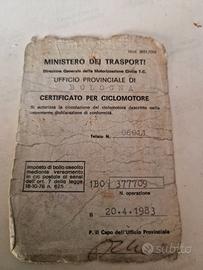 MINISTERO DEI TRASPORTI
Direzione Generale della Motorizzazione Civile T.C.
UFFICIO PROVINCIALE DI
BOLOGNA
CERTIFICATO PER CICLOMOTORE
Si autorizza la circolazione del ciclomotore descritto nella
dichiarazione di conformità.
Telaio N.
Imposta di bollo assolta
mediante versamento
in c/c postale ai sensi
dell'art. 7 della legge
18-10-78 n. 625
1BO 377709
N. operazione
20.4.1983
P. il Capo dell'Ufficio Provinciale
subito